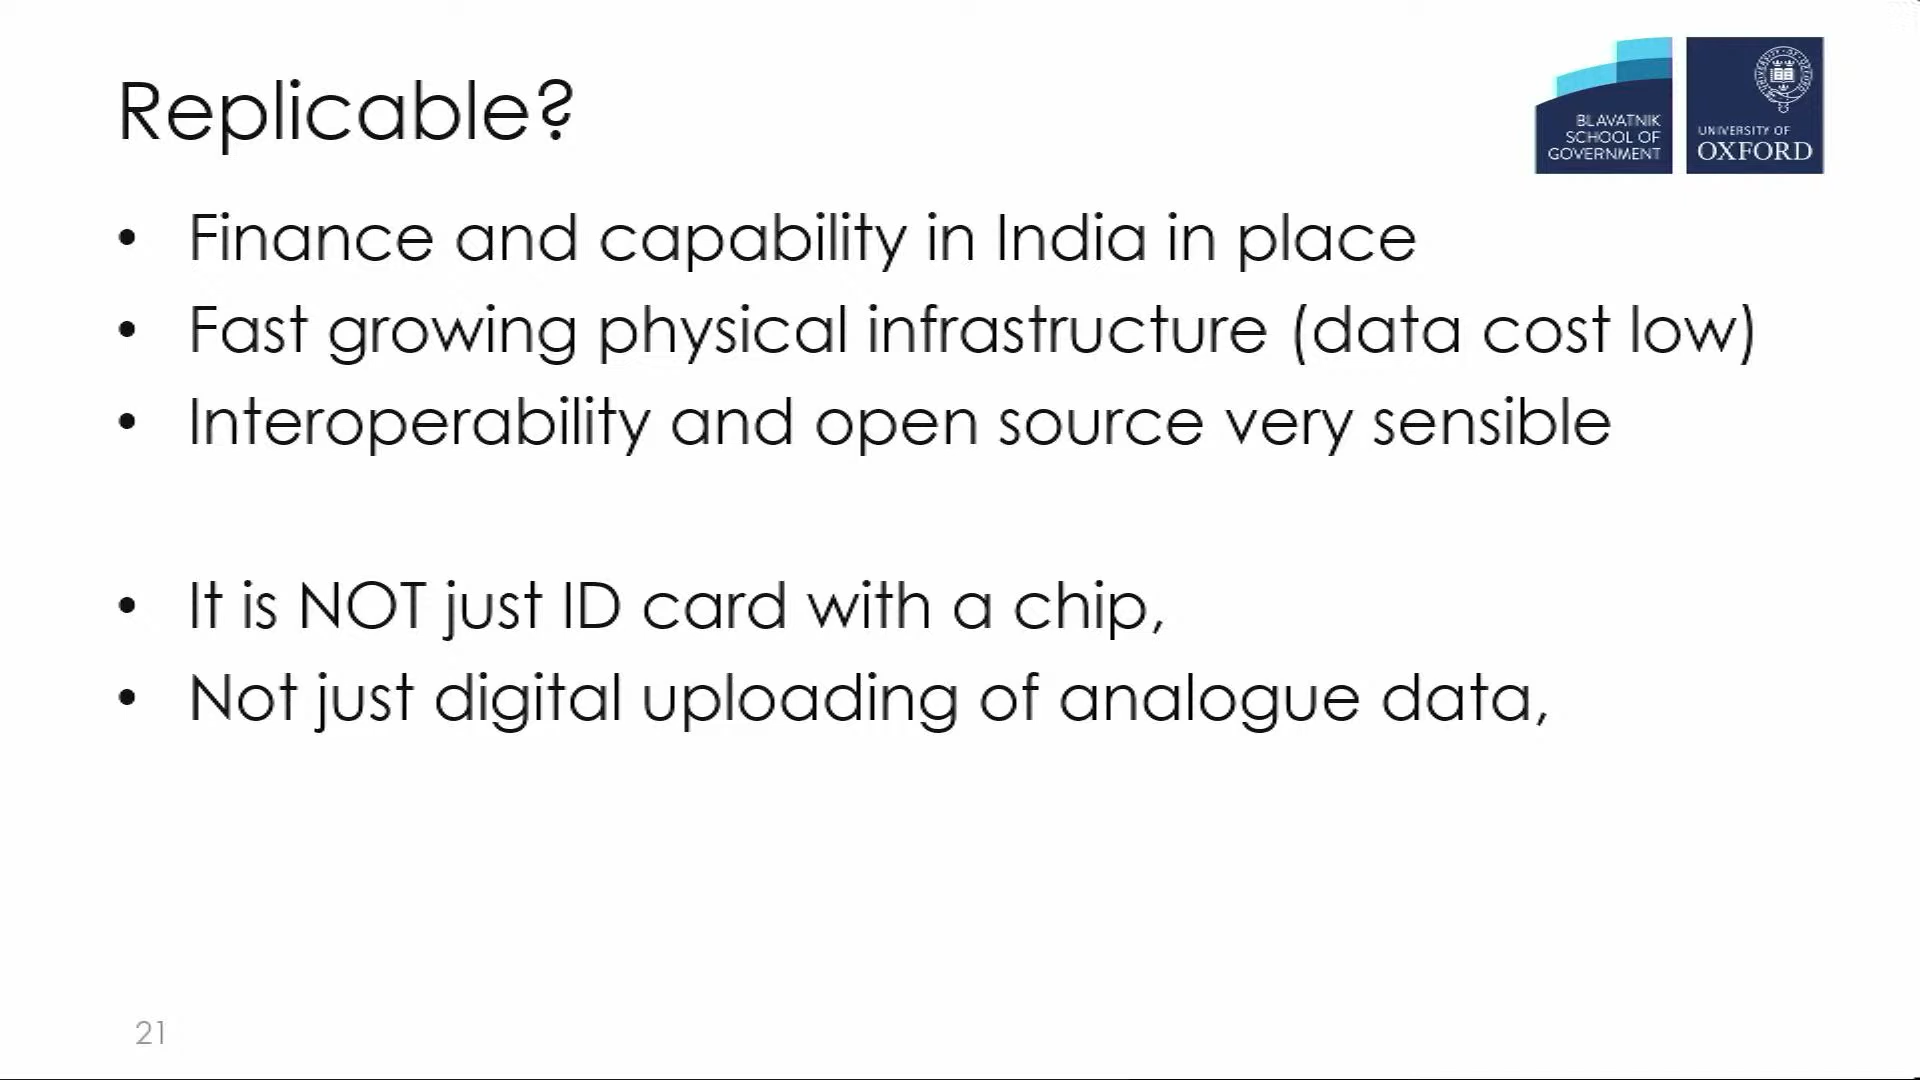 Replicable?
BLAVATNIK
SCHOOL OF
GOVERNMENT
UNIVERSITY OF
OXFORD
• Finance and capability in India in place
• Fast growing physical infrastructure (data cost low)
• Interoperability and open source very sensible
• It is NOT just ID card with a chip,
• Not just digital uploading of analogue data,
21